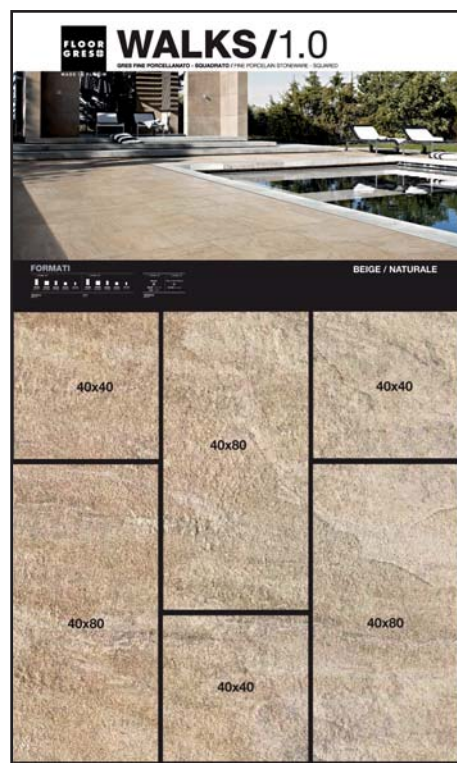 FLOOR
GRES
WALKS/1.0
GRES FINE PORCELLANATO - SQUADRATO / FINE PORCELAIN STONEWARE - SQUARED
MADE IN FLORIM
FORMATI
BEIGE / NATURALE
40x40
40x80
40x40
40x80
40x80
40x40